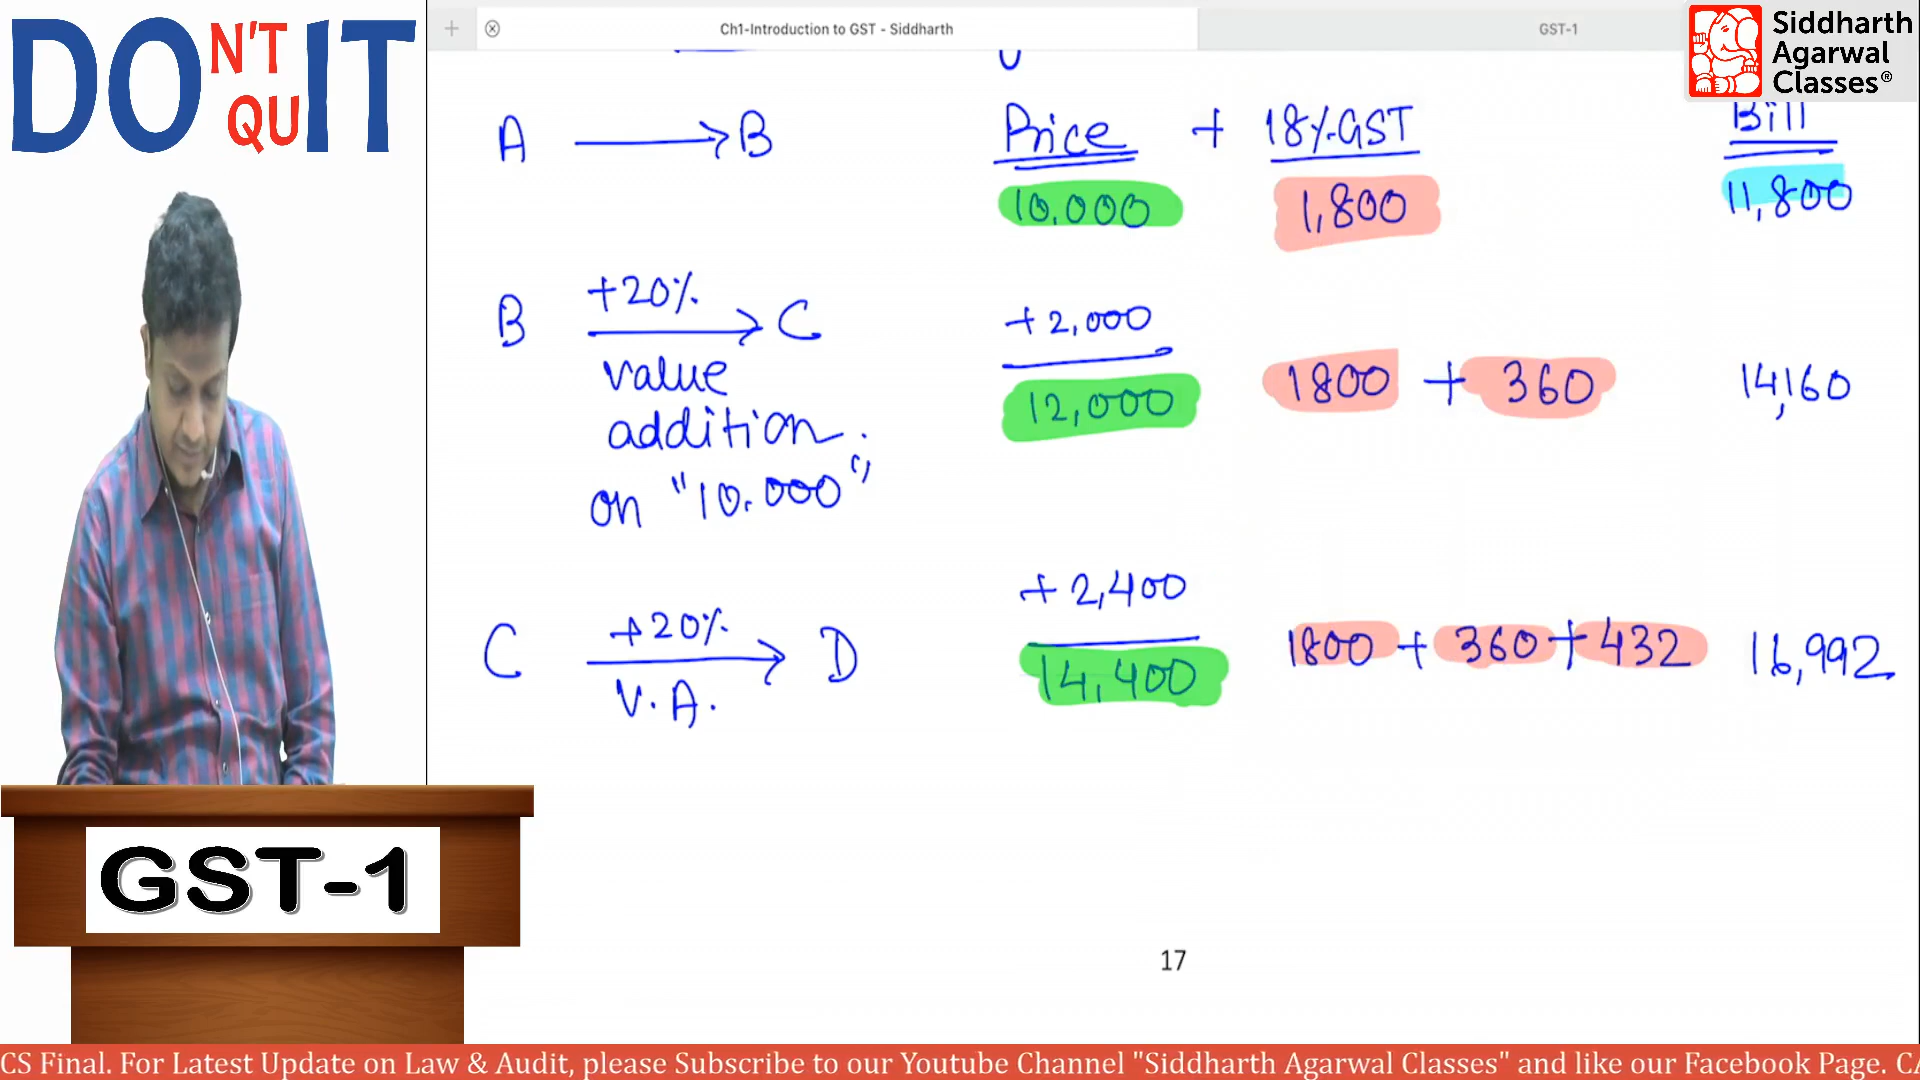 DON'T QUIT
Ch1-Introduction to GST - Siddharth
GST-1
Siddharth
Agarwal
Classes®
A → B Price + 18% GST Bill
10,000 1,800 11,800
B +20% → C +2,000
value 12,000 1800 + 360 14,160
addition
on "10,000"
C +20% → D +2,400
V.A. 14,400 1800 + 360 + 432 16,992
GST-1
17
CS Final. For Latest Update on Law & Audit, please Subscribe to our Youtube Channel "Siddharth Agarwal Classes" and like our Facebook Page.